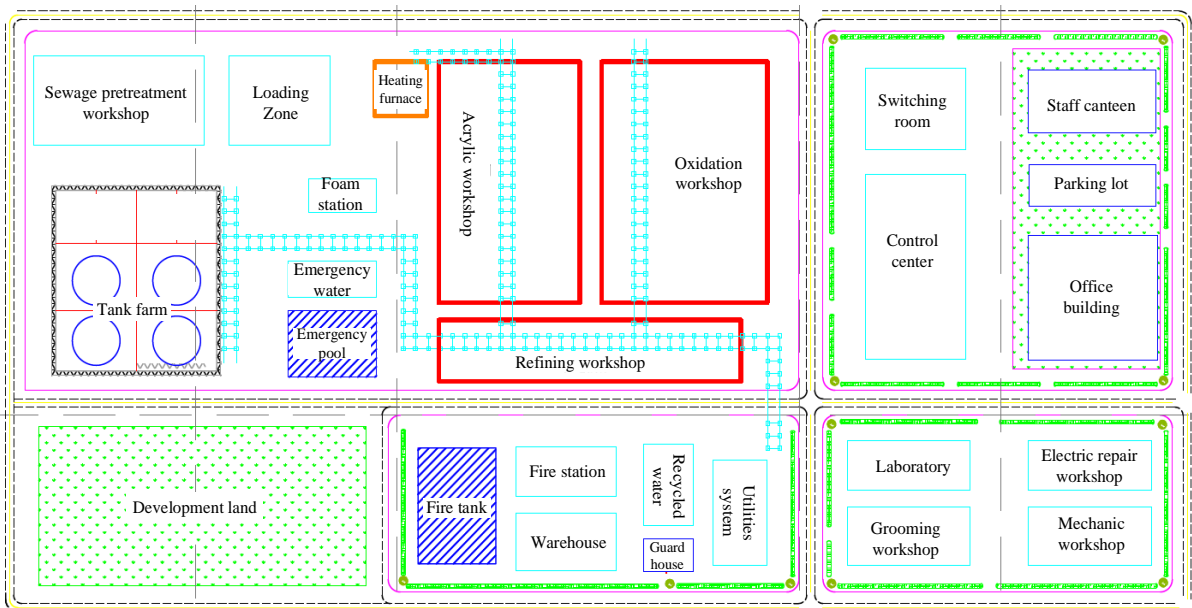 Sewage pretreatment
workshop
Loading
Zone
Heating
furnace
Acrylic workshop
Oxidation
workshop
Foam
station
Emergency
water
Tank farm
Emergency
pool
Refining workshop
Switching
room
Staff canteen
Parking lot
Control
center
Office
building
Development land
Fire tank
Fire station
Warehouse
Recycled
water
Guard
house
Utilities
system
Laboratory
Electric repair
workshop
Grooming
workshop
Mechanic
workshop